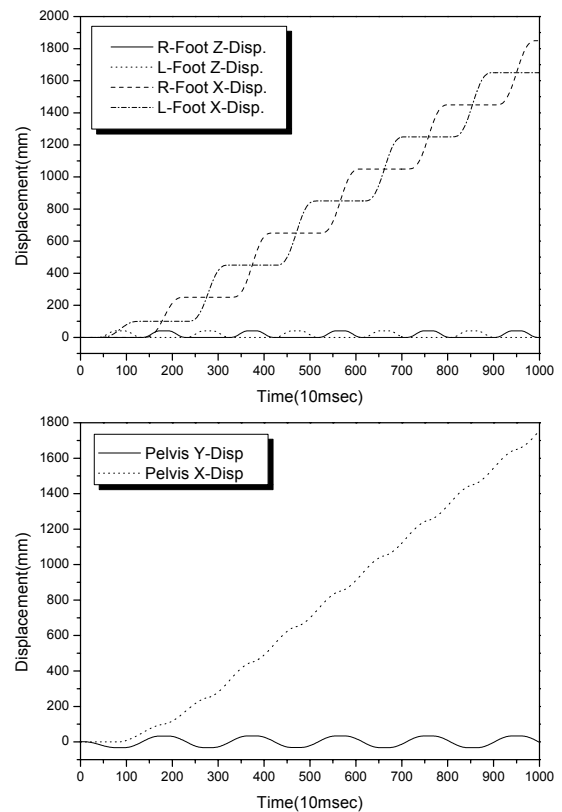 2000
1800
1600
1400
1200
1000
800
600
400
200
0
Displacement(mm)
R-Foot Z-Disp.
L-Foot Z-Disp.
R-Foot X-Disp.
L-Foot X-Disp.
0 100 200 300 400 500 600 700 800 900 1000
Time(10msec)
1800
1600
1400
1200
1000
800
600
400
200
0
Displacement(mm)
Pelvis Y-Disp
Pelvis X-Disp
0 100 200 300 400 500 600 700 800 900 1000
Time(10msec)